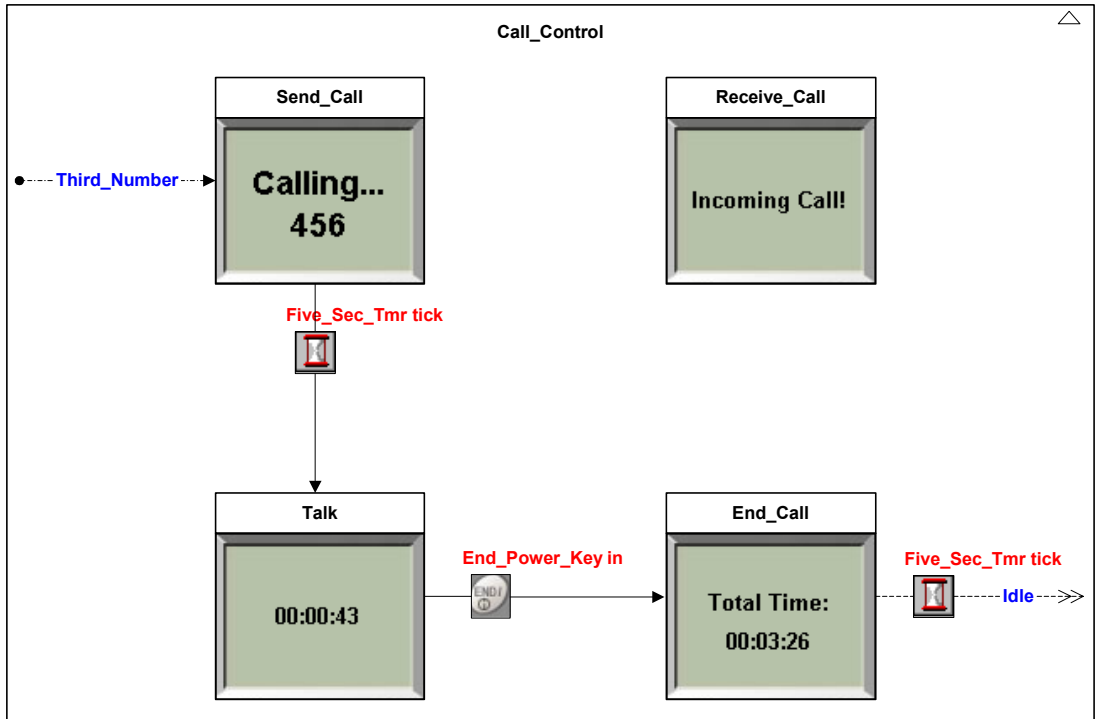 Call_Control
Send_Call
Receive_Call
Third_Number
Calling...
456
Incoming Call!
Five_Sec_Tmr tick
Talk
End_Call
00:00:43
End_Power_Key in
END/
Total Time:
00:03:26
Five_Sec_Tmr tick
Idle